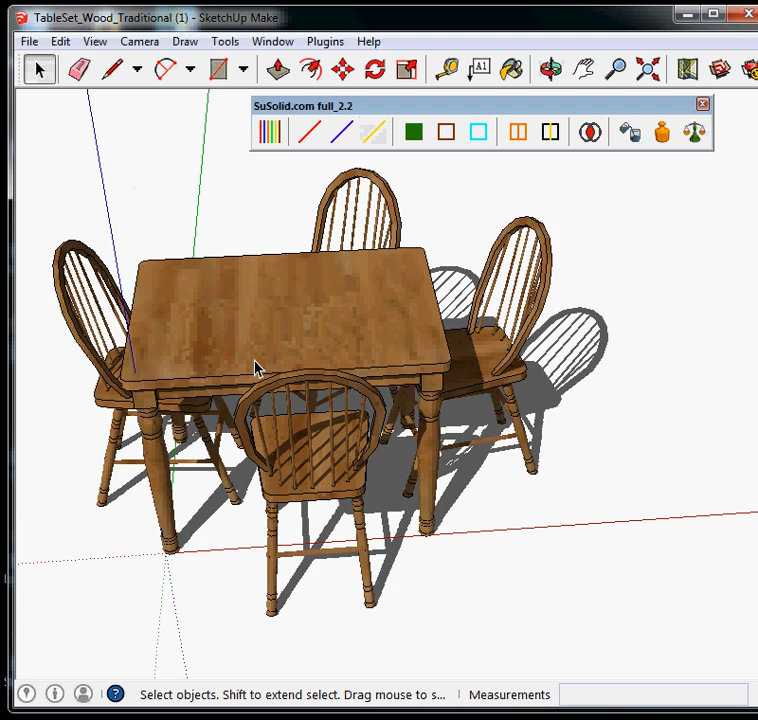 TableSet_Wood_Traditional (1) - SketchUp Make
File Edit View Camera Draw Tools Window Plugins Help
A1
SuSolid.com full_2.2
Select objects. Shift to extend select. Drag mouse to s... Measurements